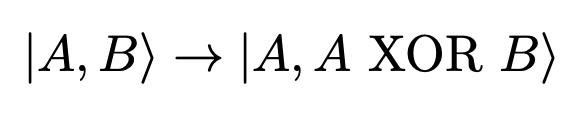 |A, B⟩ → |A, A XOR B⟩